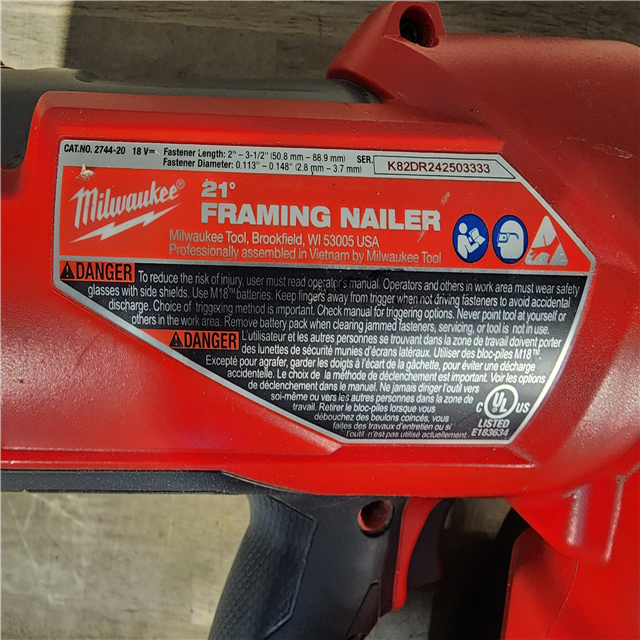 CAT.NO. 2744-20 18 V⎓ Fastener Length: 2" – 3-1/2" (50.8 mm – 88.9 mm) SER.
Fastener Diameter: 0.113" – 0.148" (2.8 mm – 3.7 mm)
K82DR242503333
Milwaukee®
21°
FRAMING NAILER
Milwaukee Tool, Brookfield, WI 53005 USA
Professionally assembled in Vietnam by Milwaukee Tool
DANGER To reduce the risk of injury, user must read operator's manual. Operators and others in work area must wear safety
glasses with side shields. Use M18™ batteries. Keep fingers away from trigger when not driving fasteners to avoid accidental
discharge. Choice of triggering method is important. Check manual for triggering options. Never point tool at yourself or
others in the work area. Remove battery pack when clearing jammed fasteners, servicing, or tool is not in use.
DANGER L'utilisateur et les autres personnes se trouvant dans la zone de travail doivent porter
des lunettes de sécurité munies d'écrans latéraux. Utiliser des bloc-piles M18™.
Excepté pour agrafer, garder les doigts à l'écart de la gâchette, pour éviter une décharge
accidentelle. Le choix de la méthode de déclenchement est important. Voir les options
de déclenchement dans le manuel. Ne jamais diriger l'outil vers
soi-même ou vers les autres personnes dans la zone de
travail. Retirer le bloc-piles lorsque vous
débouchez des boulons coincés, vous
faites des travaux d'entretien ou si
l'outil n'est pas utilisé actuellement.
C UL US
LISTED
E183634